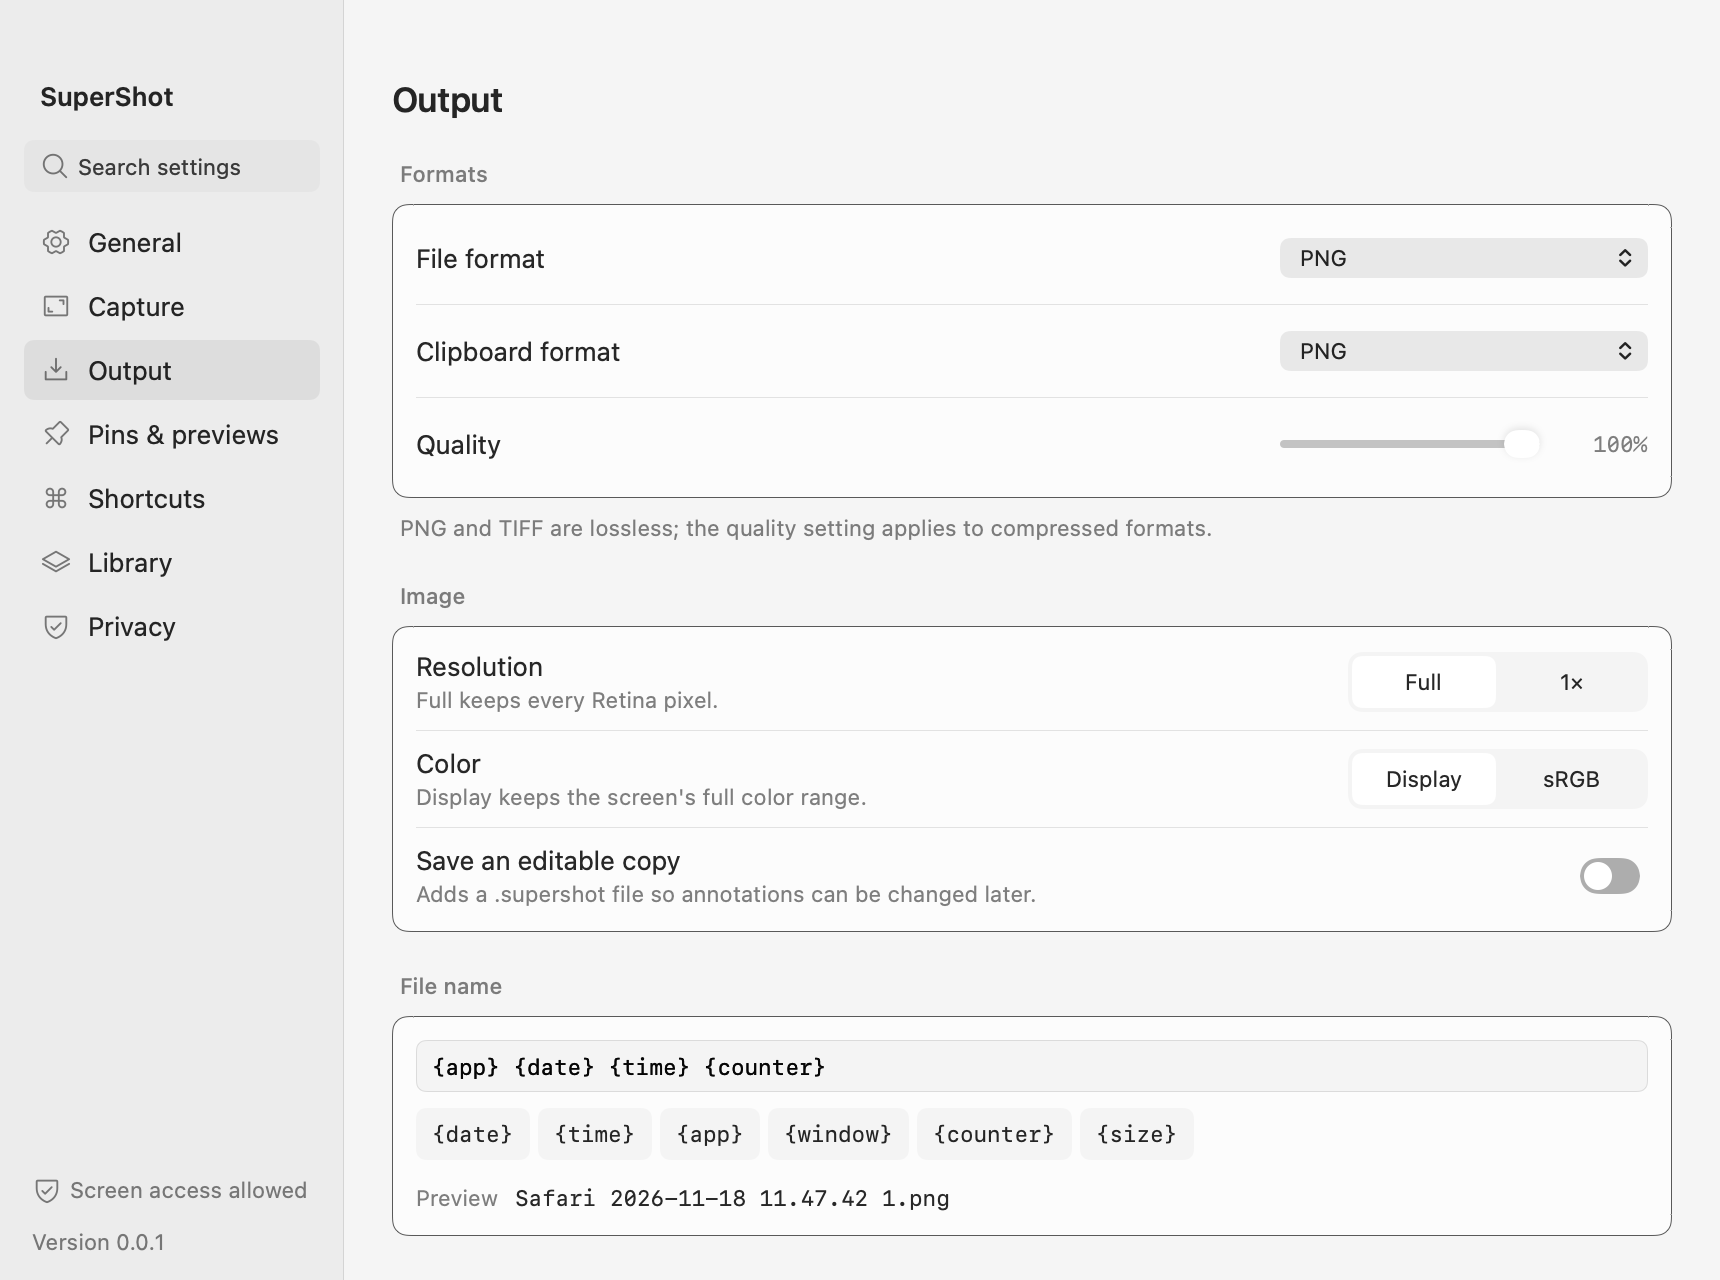 SuperShot
Search settings
General
Capture
Output
Pins & previews
Shortcuts
Library
Privacy
Screen access allowed
Version 0.0.1
Output
Formats
File format
PNG
Clipboard format
PNG
Quality
100%
PNG and TIFF are lossless; the quality setting applies to compressed formats.
Image
Resolution
Full keeps every Retina pixel.
Full
1×
Color
Display keeps the screen's full color range.
Display
sRGB
Save an editable copy
Adds a .supershot file so annotations can be changed later.
File name
{app} {date} {time} {counter}
{date} {time} {app} {window} {counter} {size}
Preview Safari 2026-11-18 11.47.42 1.png